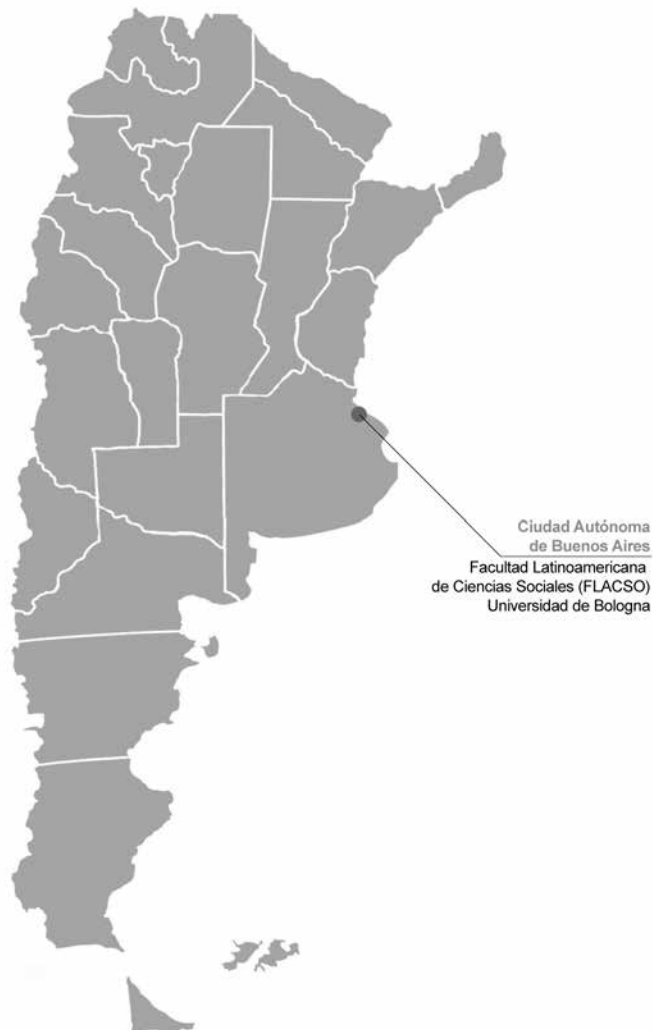 Ciudad Autónoma
de Buenos Aires
Facultad Latinoamericana
de Ciencias Sociales (FLACSO)
Universidad de Bologna